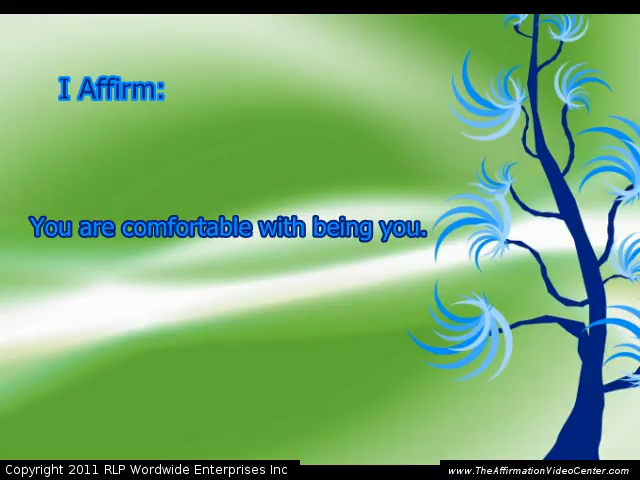 I Affirm:
You are comfortable with being you.
Copyright 2011 RLP Wordwide Enterprises Inc
www.TheAffirmationVideoCenter.com